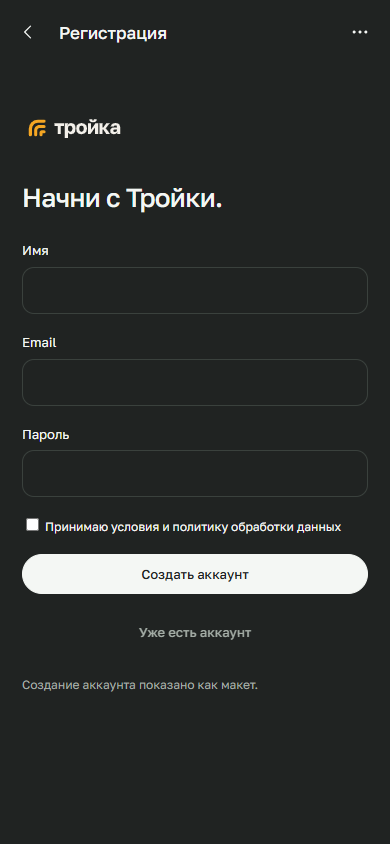 Регистрация
тройка
Начни с Тройки.
Имя
Email
Пароль
Принимаю условия и политику обработки данных
Создать аккаунт
Уже есть аккаунт
Создание аккаунта показано как макет.